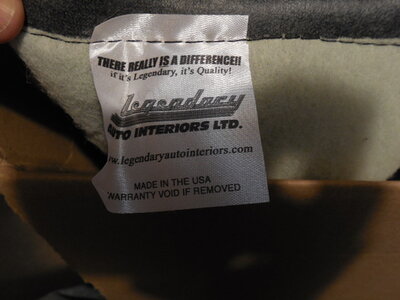 THERE REALLY IS A DIFFERENCE!!
if it's Legendary, it's Quality!
Legendary
AUTO INTERIORS LTD.
www.legendaryautointeriors.com
MADE IN THE USA
WARRANTY VOID IF REMOVED